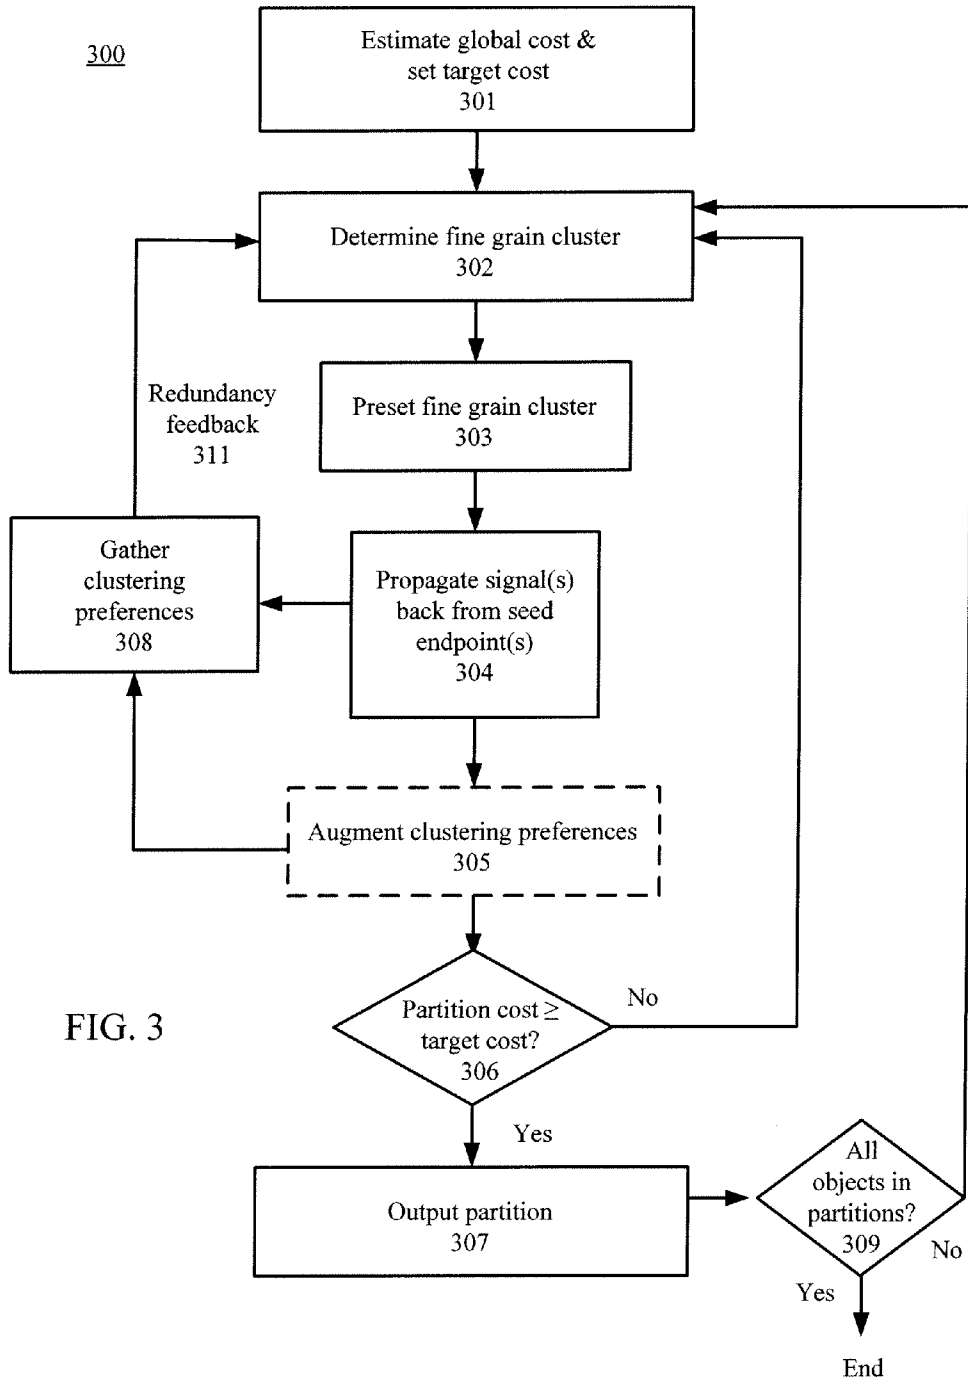 300
Estimate global cost &
set target cost
301
Determine fine grain cluster
302
Redundancy
feedback
311
Preset fine grain cluster
303
Gather
clustering
preferences
308
Propagate signal(s)
back from seed
endpoint(s)
304
Augment clustering preferences
305
FIG. 3
Partition cost ≥
target cost?
306
No
Yes
Output partition
307
All
objects in
partitions?
309
No
Yes
End